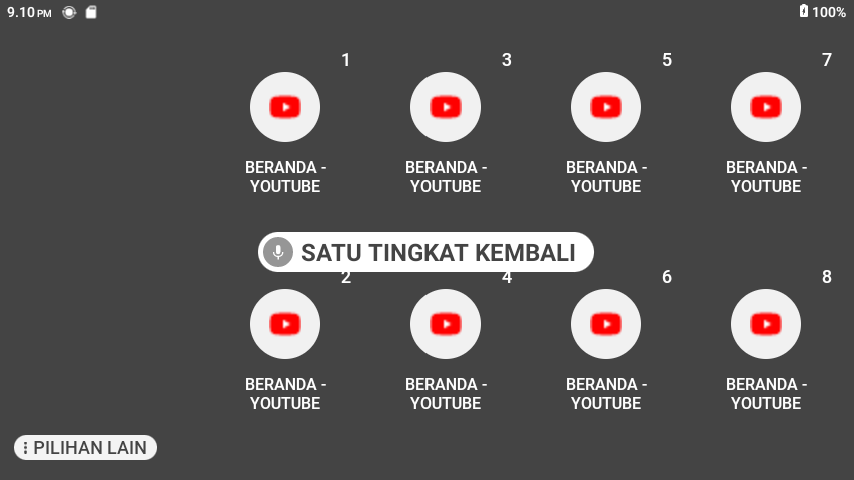 9.10 PM
100%
1
3
5
7
BERANDA -
YOUTUBE
BERANDA -
YOUTUBE
BERANDA -
YOUTUBE
BERANDA -
YOUTUBE
SATU TINGKAT KEMBALI
2
4
6
8
BERANDA -
YOUTUBE
BERANDA -
YOUTUBE
BERANDA -
YOUTUBE
BERANDA -
YOUTUBE
PILIHAN LAIN